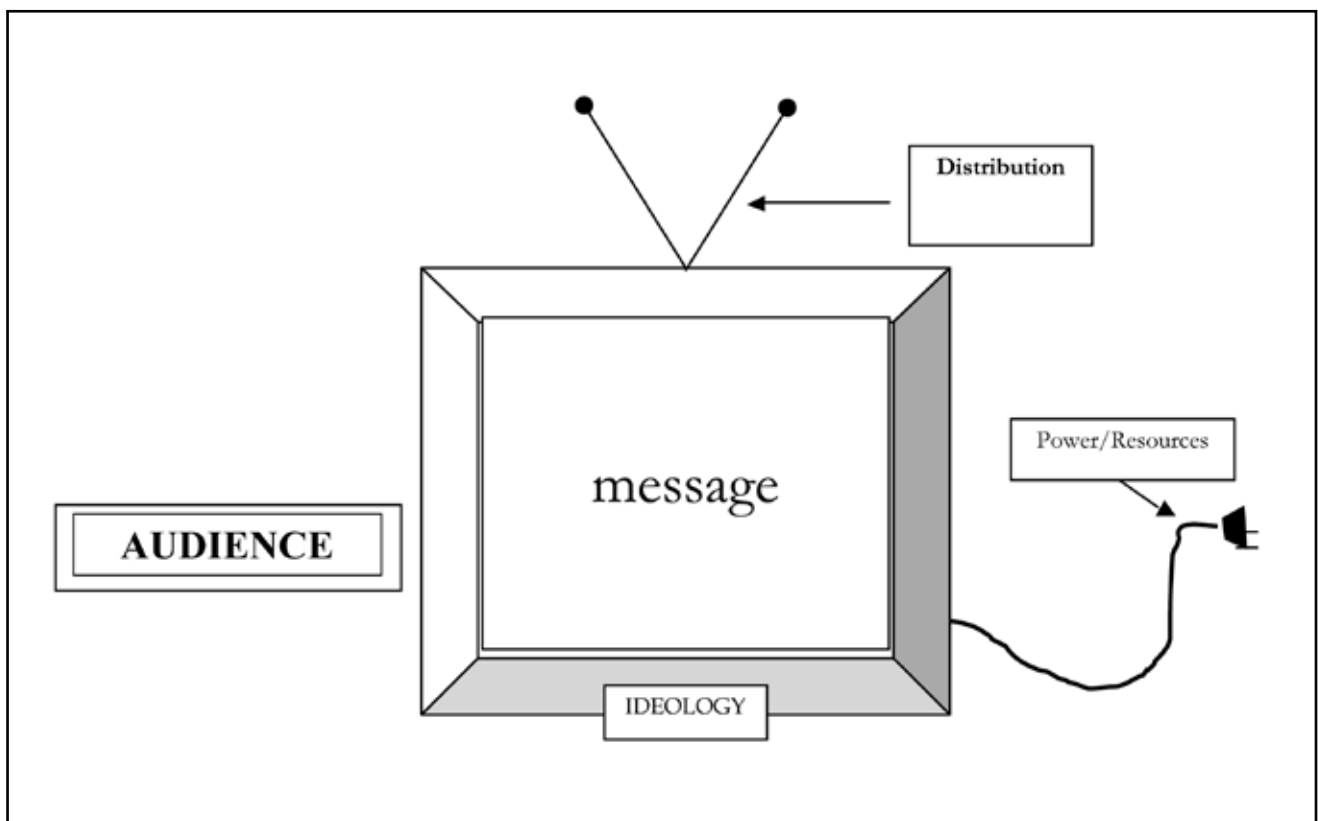 Distribution
Power/Resources
message
AUDIENCE
IDEOLOGY